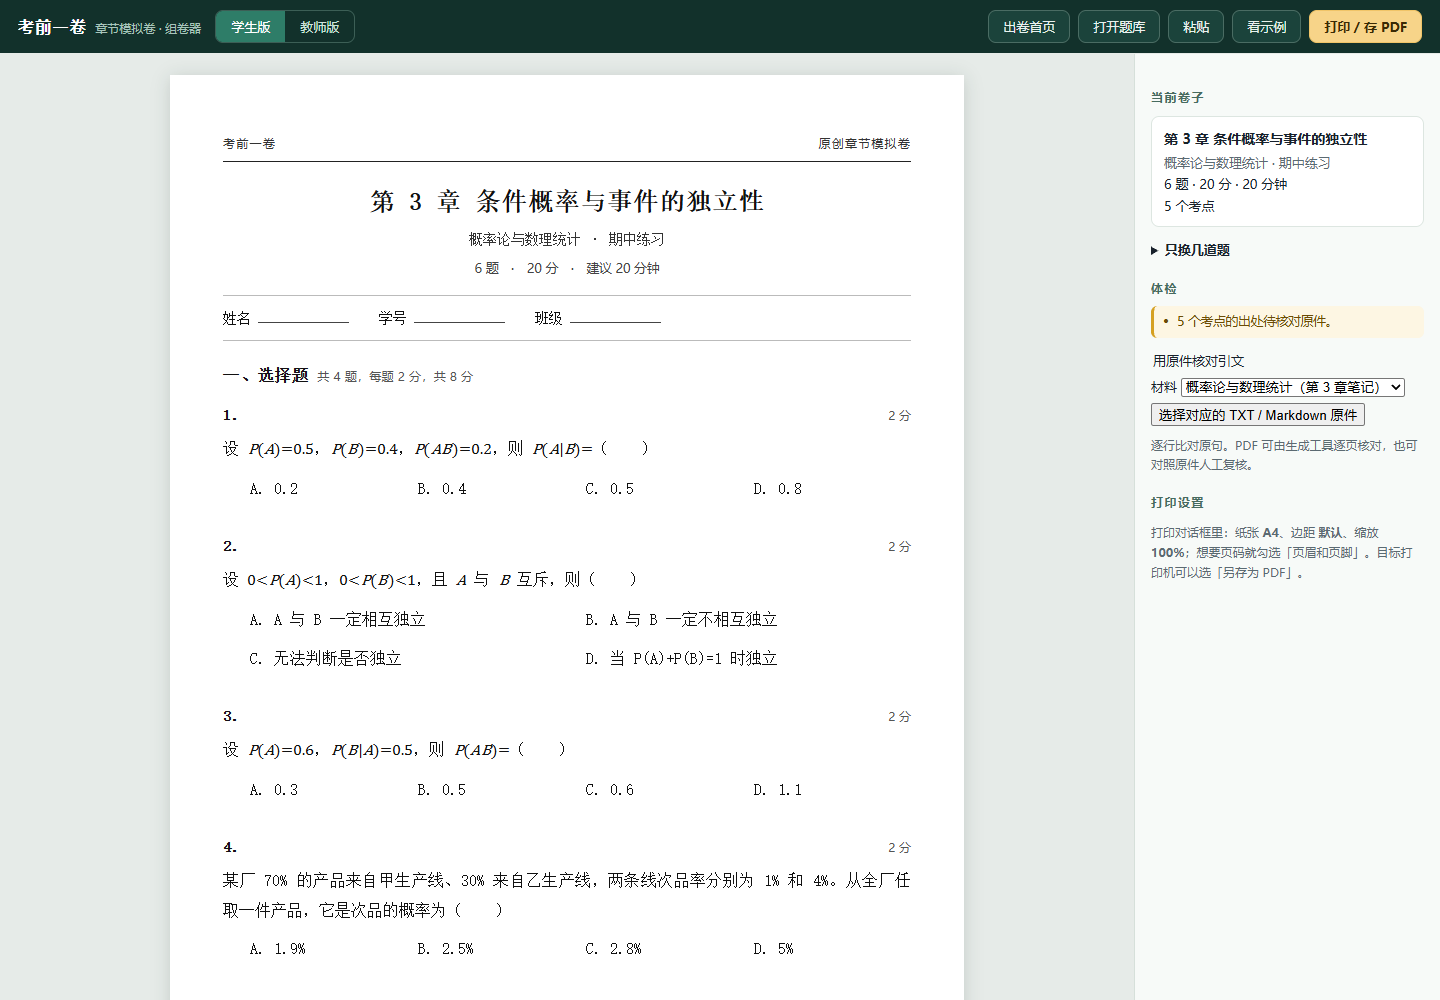 考前一卷 章节模拟卷 · 组卷器 学生版 教师版 出卷首页 打开题库 粘贴 看示例 打印 / 存 PDF
考前一卷 原创章节模拟卷
第 3 章 条件概率与事件的独立性
概率论与数理统计 · 期中练习
6 题 · 20 分 · 建议 20 分钟
姓名 学号 班级
一、选择题 共 4 题，每题 2 分，共 8 分
1. 2 分
设 P(A)=0.5，P(B)=0.4，P(AB)=0.2，则 P(A|B)=（　　）
A. 0.2 B. 0.4 C. 0.5 D. 0.8
2. 2 分
设 0<P(A)<1，0<P(B)<1，且 A 与 B 互斥，则（　　）
A. A 与 B 一定相互独立 B. A 与 B 一定不相互独立
C. 无法判断是否独立 D. 当 P(A)+P(B)=1 时独立
3. 2 分
设 P(A)=0.6，P(B|A)=0.5，则 P(AB)=（　　）
A. 0.3 B. 0.5 C. 0.6 D. 1.1
4. 2 分
某厂 70% 的产品来自甲生产线、30% 来自乙生产线，两条线次品率分别为 1% 和 4%。从全厂任
取一件产品，它是次品的概率为（　　）
A. 1.9% B. 2.5% C. 2.8% D. 5%
当前卷子
第 3 章 条件概率与事件的独立性
概率论与数理统计 · 期中练习
6 题 · 20 分 · 20 分钟
5 个考点
▶ 只换几道题
体检
• 5 个考点的出处待核对原件。
用原件核对引文
材料 概率论与数理统计（第 3 章笔记）
选择对应的 TXT / Markdown 原件
逐行比对原句。PDF 可由生成工具逐页核对，也可
对照原件人工复核。
打印设置
打印对话框里：纸张 A4、边距 默认、缩放
100%；想要页码就勾选「页眉和页脚」。目标打
印机可以选「另存为 PDF」。